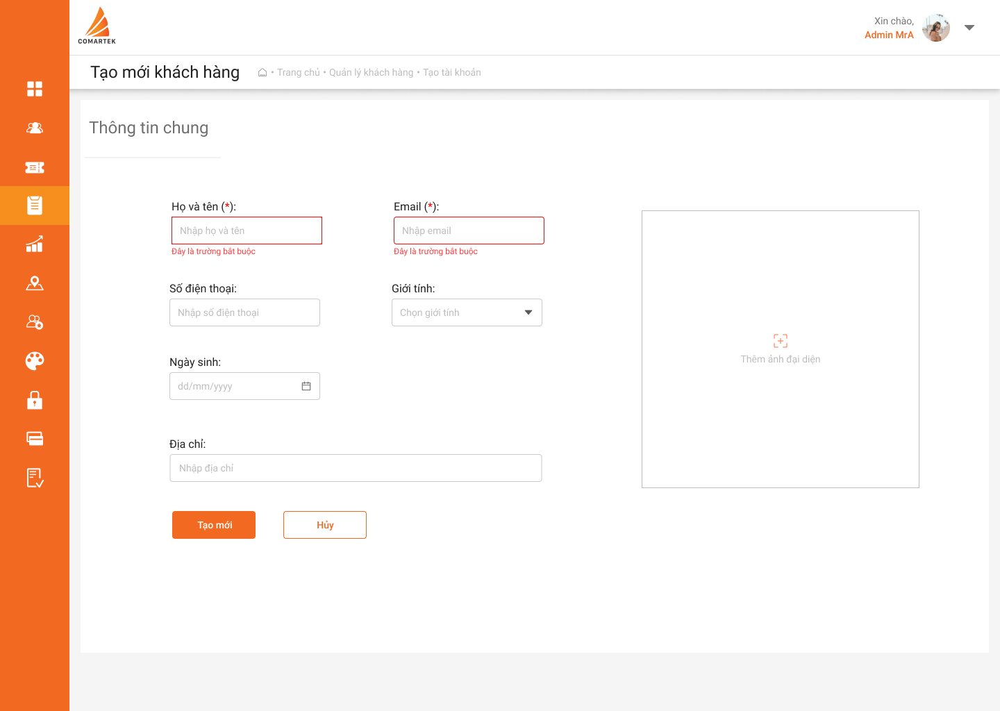 COMARTEK
Xin chào,
Admin MrA
Tạo mới khách hàng
• Trang chủ • Quản lý khách hàng • Tạo tài khoản
Thông tin chung
Họ và tên (*):
Nhập họ và tên
Đây là trường bắt buộc
Email (*):
Nhập email
Đây là trường bắt buộc
Số điện thoại:
Nhập số điện thoại
Giới tính:
Chọn giới tính
Ngày sinh:
dd/mm/yyyy
Địa chỉ:
Nhập địa chỉ
Thêm ảnh đại diện
Tạo mới
Hủy